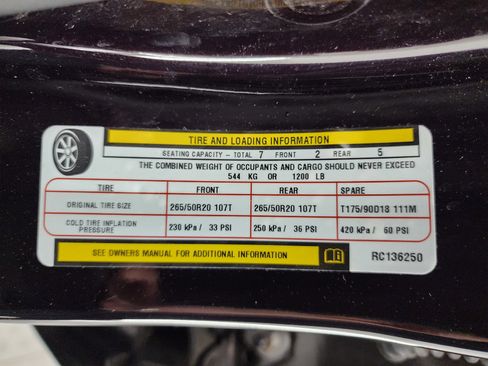 TIRE AND LOADING INFORMATION
SEATING CAPACITY - TOTAL 7 FRONT 2 REAR 5
THE COMBINED WEIGHT OF OCCUPANTS AND CARGO SHOULD NEVER EXCEED
544 KG OR 1200 LB
TIRE FRONT REAR SPARE
ORIGINAL TIRE SIZE 265/50R20 107T 265/50R20 107T T175/90D18 111M
COLD TIRE INFLATION PRESSURE 230 kPa / 33 PSI 250 kPa / 36 PSI 420 kPa / 60 PSI
SEE OWNERS MANUAL FOR ADDITIONAL INFORMATION RC136250